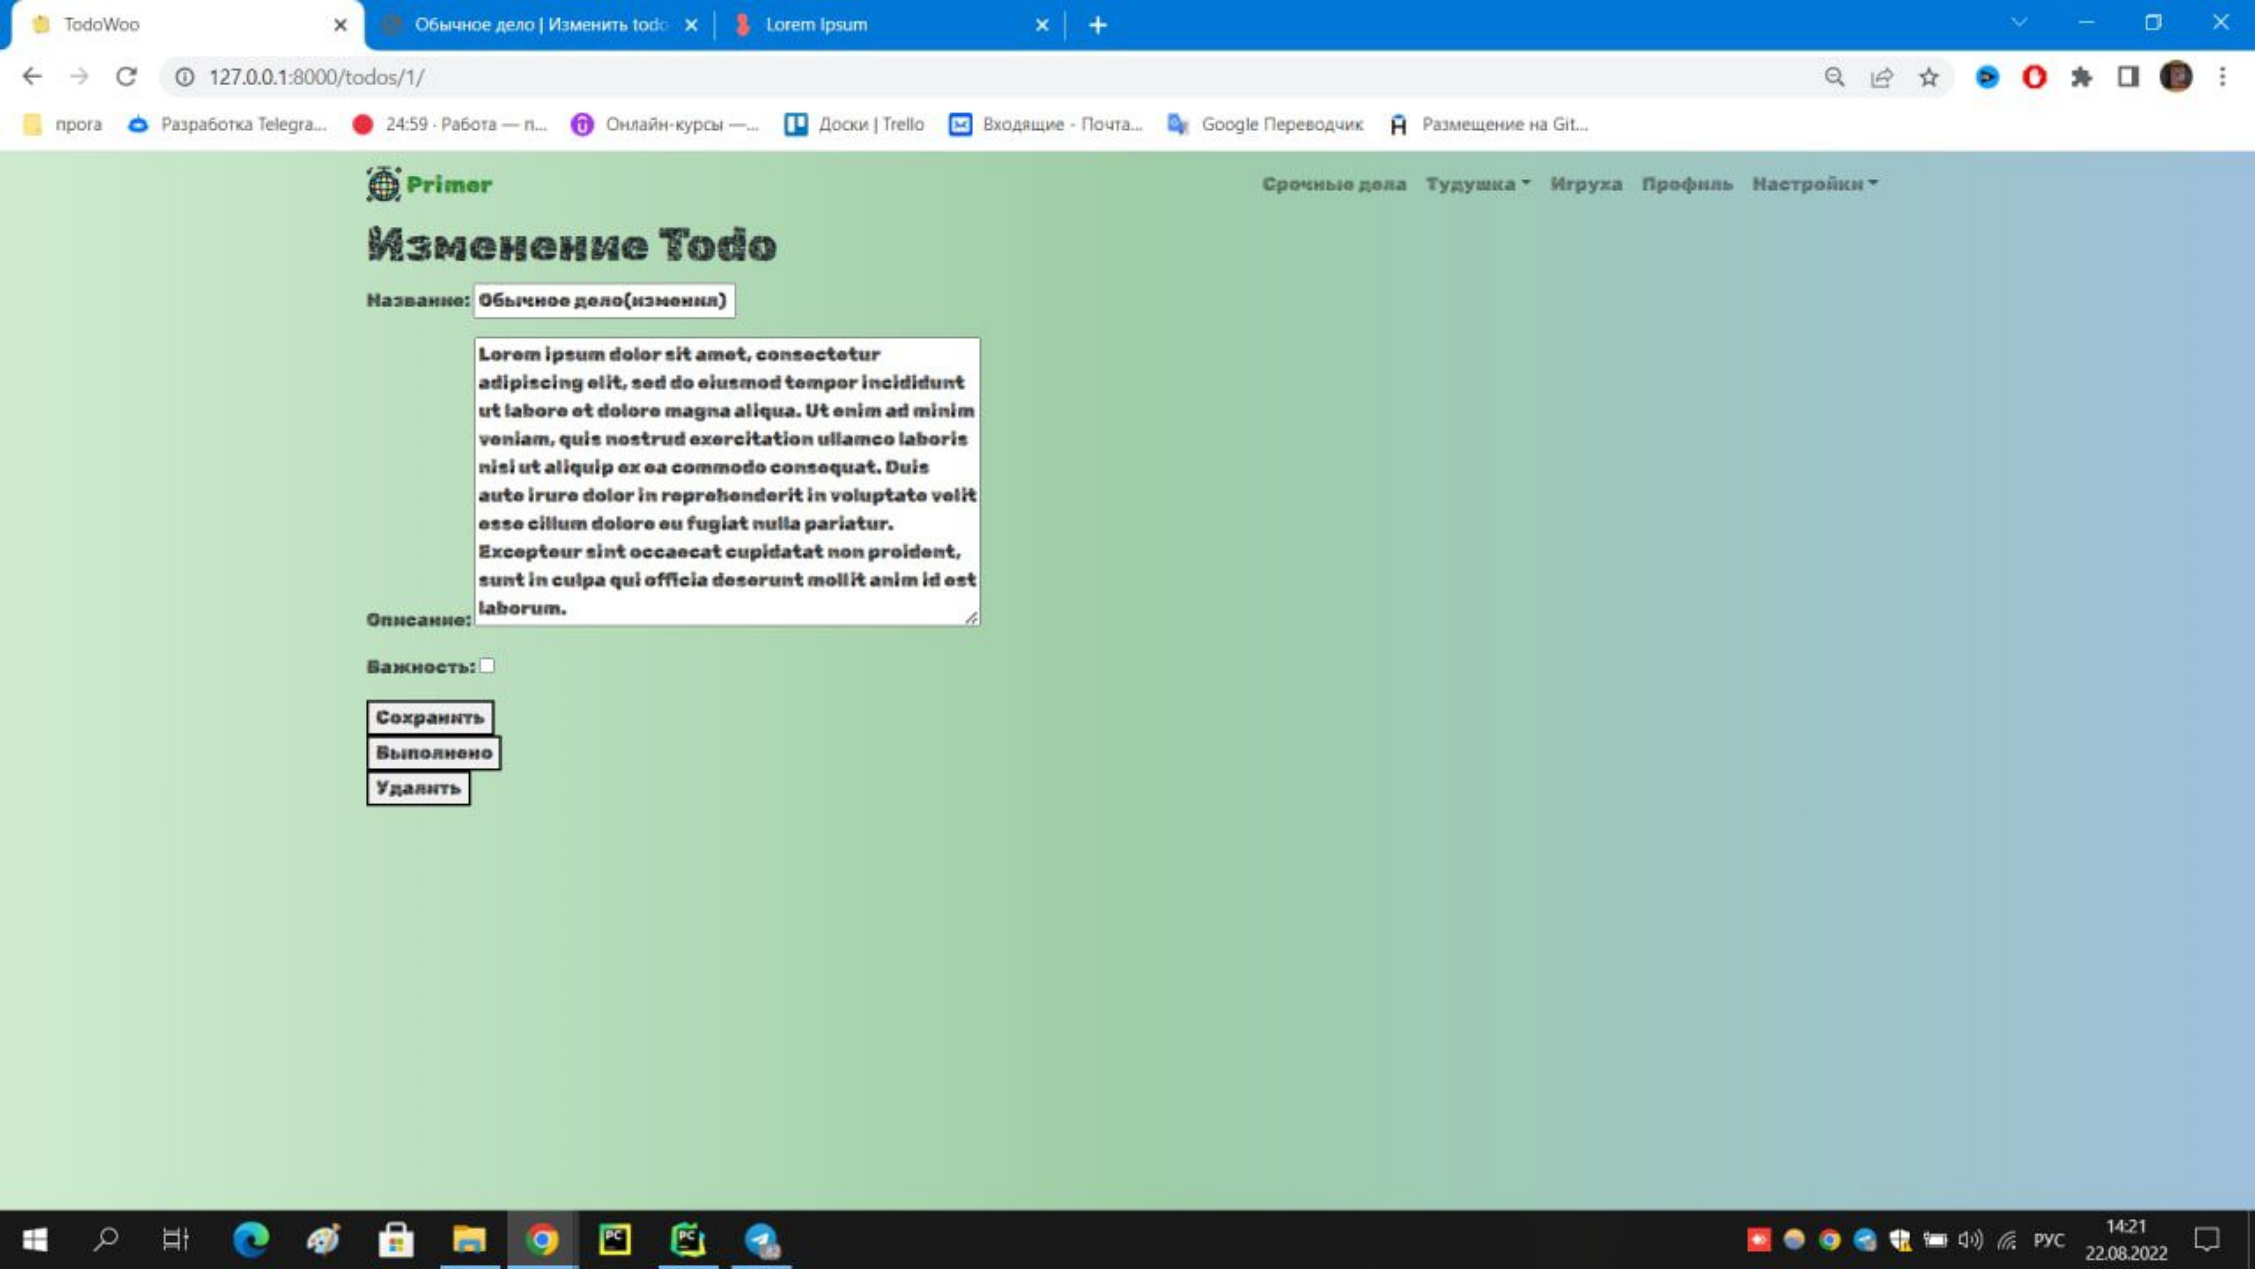 TodoWoo
Обычное дело | Изменить todo
Lorem Ipsum
127.0.0.1:8000/todos/1/
прога
Разработка Telegra...
24:59 · Работа — п...
Онлайн-курсы —...
Доски | Trello
Входящие - Почта...
Google Переводчик
Размещение на Git...
Primer
Срочные дела
Тудушка
Игруха
Профиль
Настройки
Изменение Todo
Название: Обычное дело(изменил)
Lorem ipsum dolor sit amet, consectetur
adipiscing elit, sed do eiusmod tempor incididunt
ut labore et dolore magna aliqua. Ut enim ad minim
veniam, quis nostrud exercitation ullamco laboris
nisi ut aliquip ex ea commodo consequat. Duis
aute irure dolor in reprehenderit in voluptate velit
esse cillum dolore eu fugiat nulla pariatur.
Excepteur sint occaecat cupidatat non proident,
sunt in culpa qui officia deserunt mollit anim id est
laborum.
Описание:
Важность:
Сохранить
Выполнено
Удалить
PC
PC
82
РУС
14:21
22.08.2022